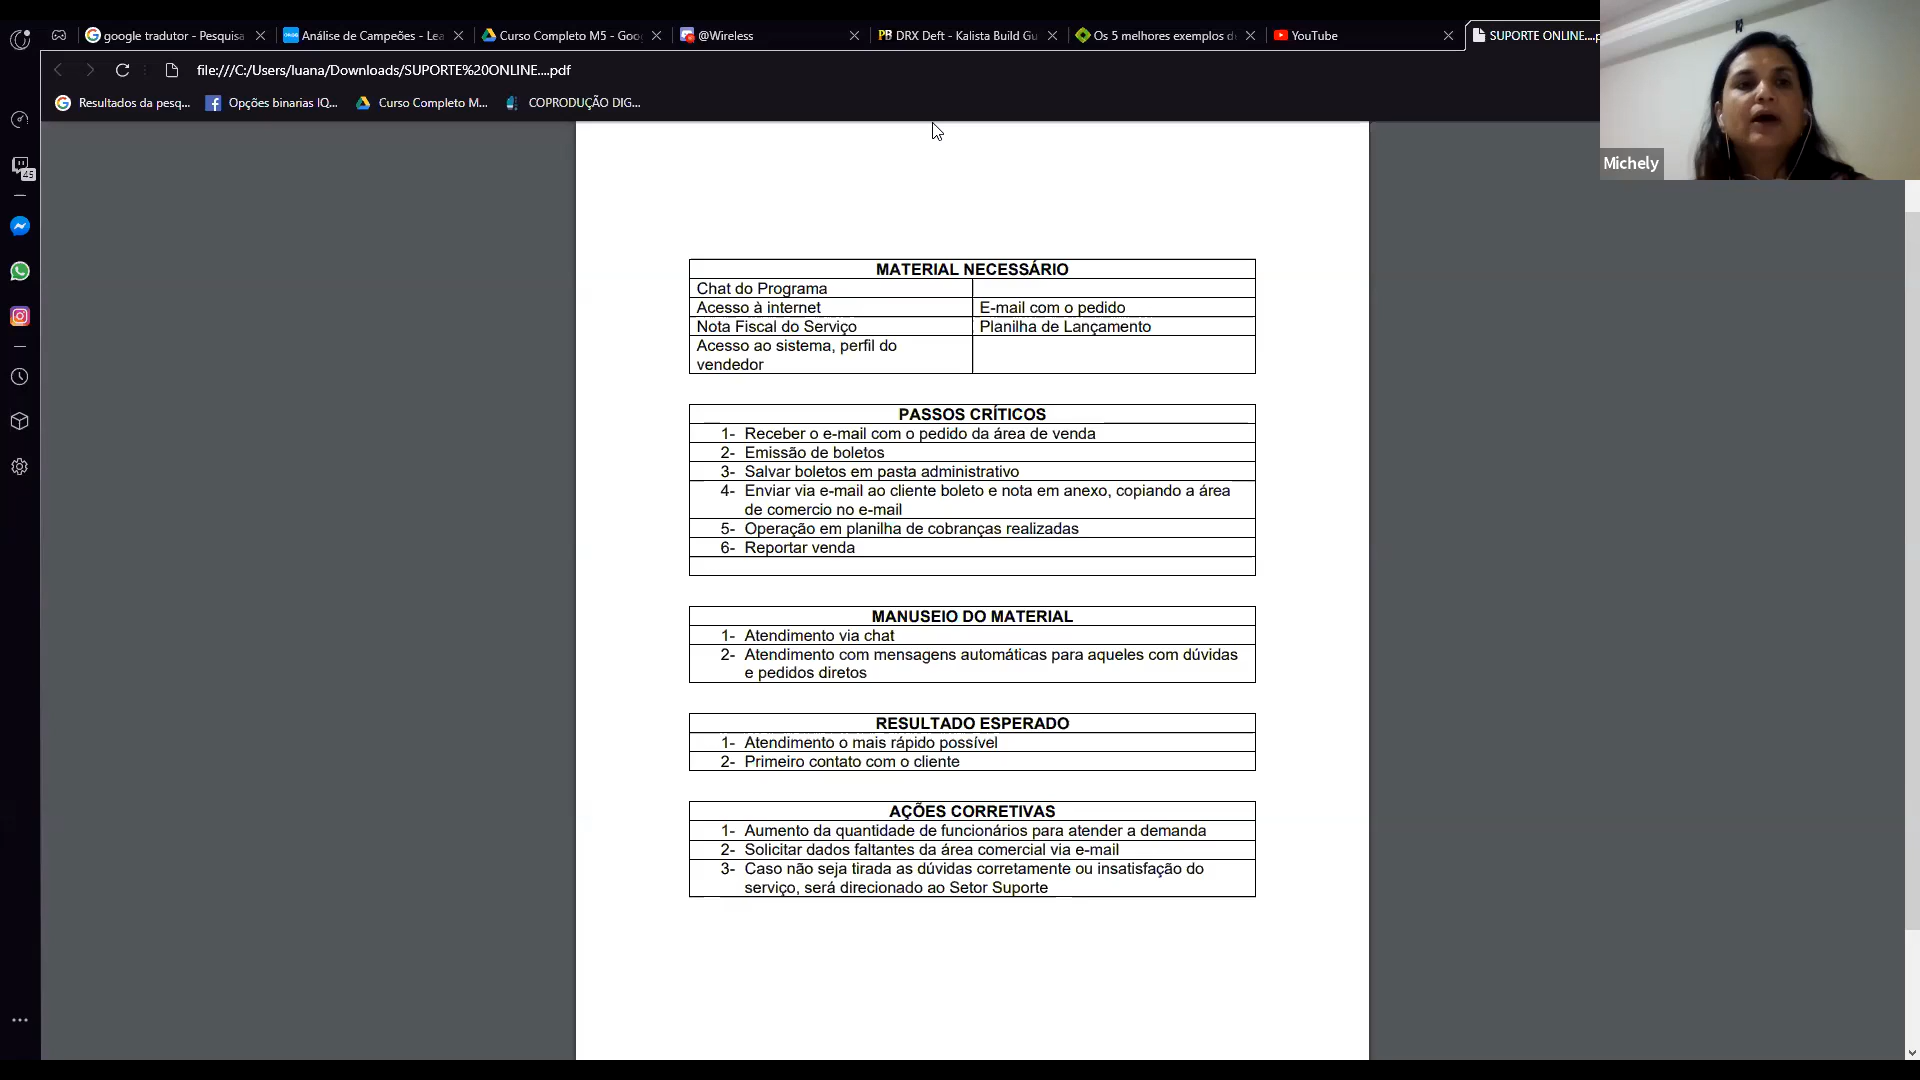 google tradutor - Pesquisa
Análise de Campeões - Lea
Curso Completo M5 - Goo
@Wireless
PB DRX Deft - Kalista Build Gu
Os 5 melhores exemplos d
YouTube
SUPORTE ONLINE....p
file:///C:/Users/luana/Downloads/SUPORTE%20ONLINE....pdf
Resultados da pesq...
Opções binarias IQ...
Curso Completo M...
COPRODUÇÃO DIG...
Michely
45
MATERIAL NECESSÁRIO
Chat do Programa
Acesso à internet
E-mail com o pedido
Nota Fiscal do Serviço
Planilha de Lançamento
Acesso ao sistema, perfil do
vendedor
PASSOS CRÍTICOS
1- Receber o e-mail com o pedido da área de venda
2- Emissão de boletos
3- Salvar boletos em pasta administrativo
4- Enviar via e-mail ao cliente boleto e nota em anexo, copiando a área
de comercio no e-mail
5- Operação em planilha de cobranças realizadas
6- Reportar venda
MANUSEIO DO MATERIAL
1- Atendimento via chat
2- Atendimento com mensagens automáticas para aqueles com dúvidas
e pedidos diretos
RESULTADO ESPERADO
1- Atendimento o mais rápido possível
2- Primeiro contato com o cliente
AÇÕES CORRETIVAS
1- Aumento da quantidade de funcionários para atender a demanda
2- Solicitar dados faltantes da área comercial via e-mail
3- Caso não seja tirada as dúvidas corretamente ou insatisfação do
serviço, será direcionado ao Setor Suporte